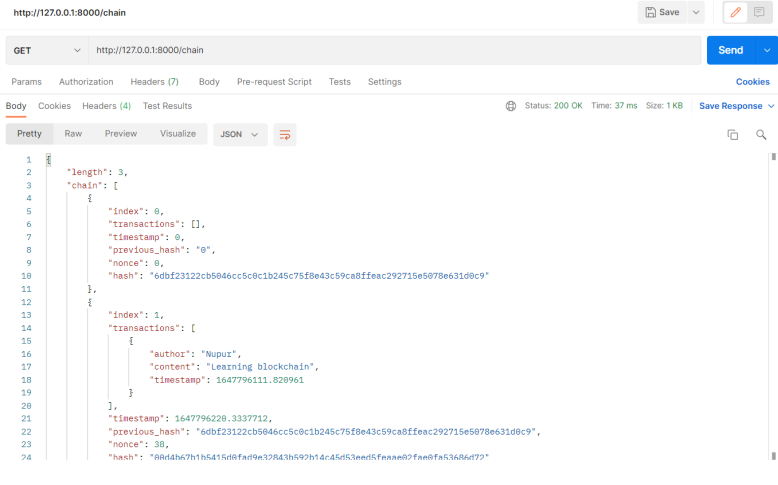 http://127.0.0.1:8000/chain
Save
GET http://127.0.0.1:8000/chain Send
Params Authorization Headers (7) Body Pre-request Script Tests Settings Cookies
Body Cookies Headers (4) Test Results Status: 200 OK Time: 37 ms Size: 1 KB Save Response
Pretty Raw Preview Visualize JSON
1 {
2 "length": 3,
3 "chain": [
4 {
5 "index": 0,
6 "transactions": [],
7 "timestamp": 0,
8 "previous_hash": "0",
9 "nonce": 0,
10 "hash": "6dbf23122cb5046cc5c0c1b245c75f8e43c59ca8ffeac292715e5078e631d0c9"
11 },
12 {
13 "index": 1,
14 "transactions": [
15 {
16 "author": "Nupur",
17 "content": "Learning blockchain",
18 "timestamp": 1647796111.820961
19 }
20 ],
21 "timestamp": 1647796220.3337712,
22 "previous_hash": "6dbf23122cb5046cc5c0c1b245c75f8e43c59ca8ffeac292715e5078e631d0c9",
23 "nonce": 38,
24 "hash": "00d4b67b1b5415d0fad9e32843b592b14c45d53eed5feaae02fae0fa53686d72"